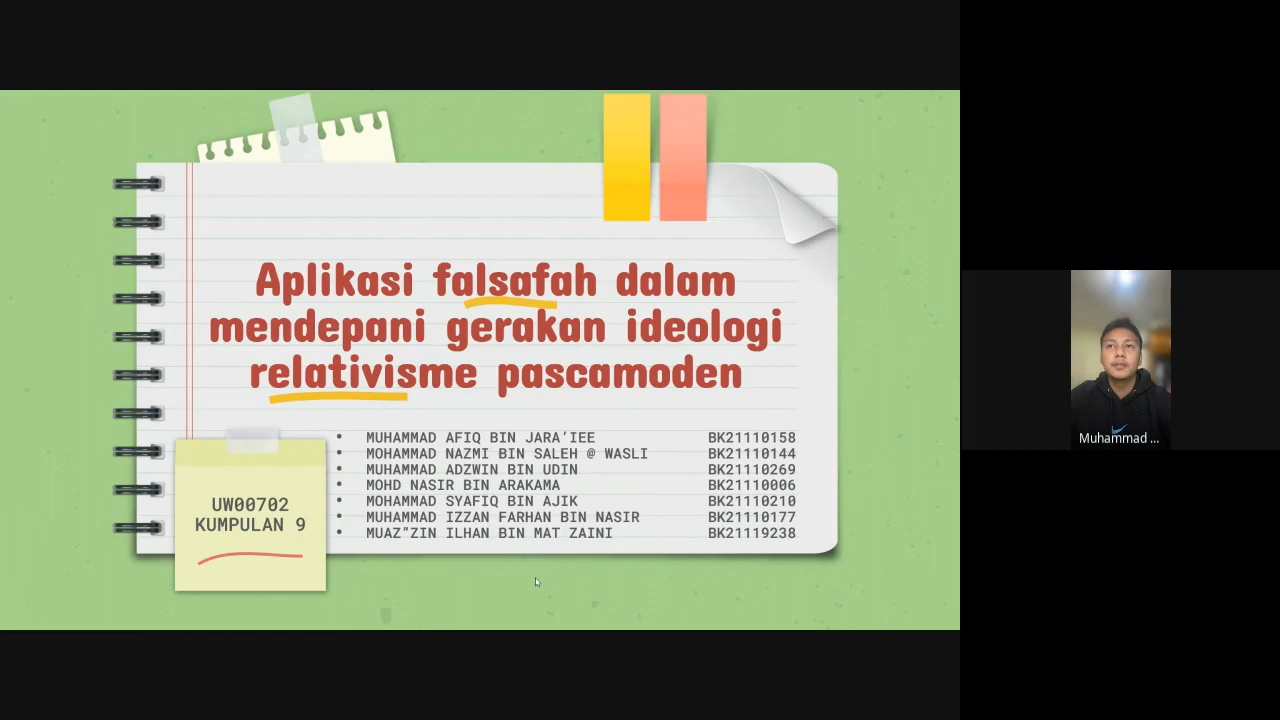 Aplikasi falsafah dalam
mendepani gerakan ideologi
relativisme pascamoden
UW00702
KUMPULAN 9
• MUHAMMAD AFIQ BIN JARA’IEE BK21110158
• MOHAMMAD NAZMI BIN SALEH @ WASLI BK21110144
• MUHAMMAD ADZWIN BIN UDIN BK21110269
• MOHD NASIR BIN ARAKAMA BK21110006
• MOHAMMAD SYAFIQ BIN AJIK BK21110210
• MUHAMMAD IZZAN FARHAN BIN NASIR BK21110177
• MUAZ”ZIN ILHAN BIN MAT ZAINI BK21119238
Muhammad ...